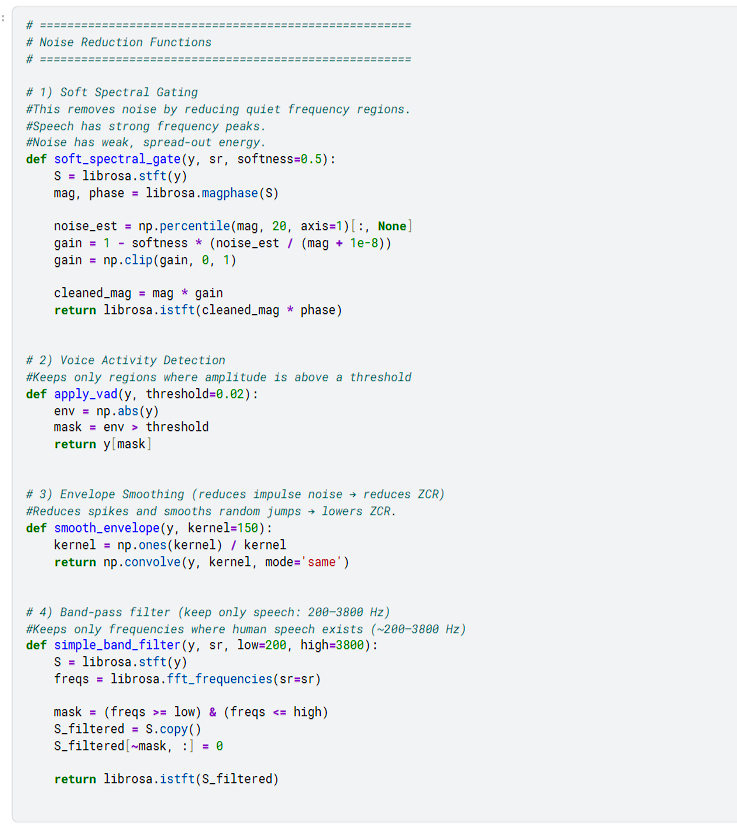 :
# ======================================================
# Noise Reduction Functions
# ======================================================
# 1) Soft Spectral Gating
#This removes noise by reducing quiet frequency regions.
#Speech has strong frequency peaks.
#Noise has weak, spread-out energy.
def soft_spectral_gate(y, sr, softness=0.5):
    S = librosa.stft(y)
    mag, phase = librosa.magphase(S)
    noise_est = np.percentile(mag, 20, axis=1)[:, None]
    gain = 1 - softness * (noise_est / (mag + 1e-8))
    gain = np.clip(gain, 0, 1)
    cleaned_mag = mag * gain
    return librosa.istft(cleaned_mag * phase)
# 2) Voice Activity Detection
#Keeps only regions where amplitude is above a threshold
def apply_vad(y, threshold=0.02):
    env = np.abs(y)
    mask = env > threshold
    return y[mask]
# 3) Envelope Smoothing (reduces impulse noise → reduces ZCR)
#Reduces spikes and smooths random jumps → lowers ZCR.
def smooth_envelope(y, kernel=150):
    kernel = np.ones(kernel) / kernel
    return np.convolve(y, kernel, mode='same')
# 4) Band-pass filter (keep only speech: 200–3800 Hz)
#Keeps only frequencies where human speech exists (~200–3800 Hz)
def simple_band_filter(y, sr, low=200, high=3800):
    S = librosa.stft(y)
    freqs = librosa.fft_frequencies(sr=sr)
    mask = (freqs >= low) & (freqs <= high)
    S_filtered = S.copy()
    S_filtered[~mask, :] = 0
    return librosa.istft(S_filtered)